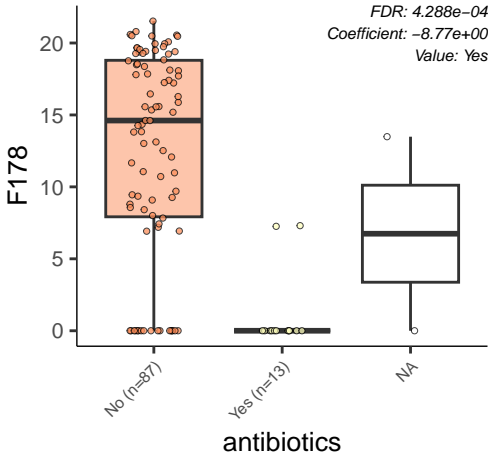 FDR: 4.288e−04
Coefficient: −8.77e+00
Value: Yes
20
15
10
5
0
F178
No (n=87)
Yes (n=13)
NA
antibiotics